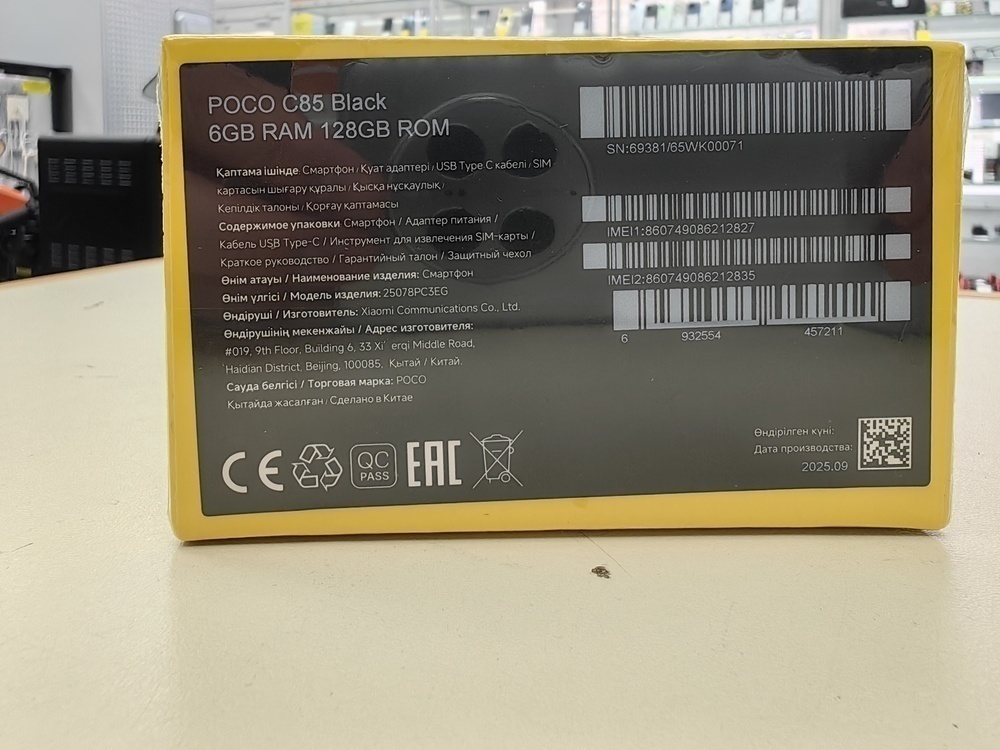 POCO C85 Black
6GB RAM 128GB ROM
Қаптама ішінде: Смартфон / Қуат адаптері / USB Type C кабелі / SIM
картасын шығару құралы / Қысқа нұсқаулық /
Кепілдік талоны / Қорғау қаптамасы
Содержимое упаковки: Смартфон / Адаптер питания /
Кабель USB Type-C / Инструмент для извлечения SIM-карты /
Краткое руководство / Гарантийный талон / Защитный чехол
Өнім атауы / Наименование изделия: Смартфон
Өнім үлгісі / Модель изделия: 25078PC3EG
Өндіруші / Изготовитель: Xiaomi Communications Co., Ltd.
Өндірушінің мекенжайы / Адрес изготовителя:
#019, 9th Floor, Building 6, 33 Xi' erqi Middle Road,
Haidian District, Beijing, 100085, Қытай / Китай.
Сауда белгісі / Торговая марка: POCO
Қытайда жасалған / Сделано в Китае
CE
QC
PASS
EAC
SN:69381/65WK00071
IMEI1:860749086212827
IMEI2:860749086212835
6 932554 457211
Өндірілген күні:
Дата производства:
2025.09